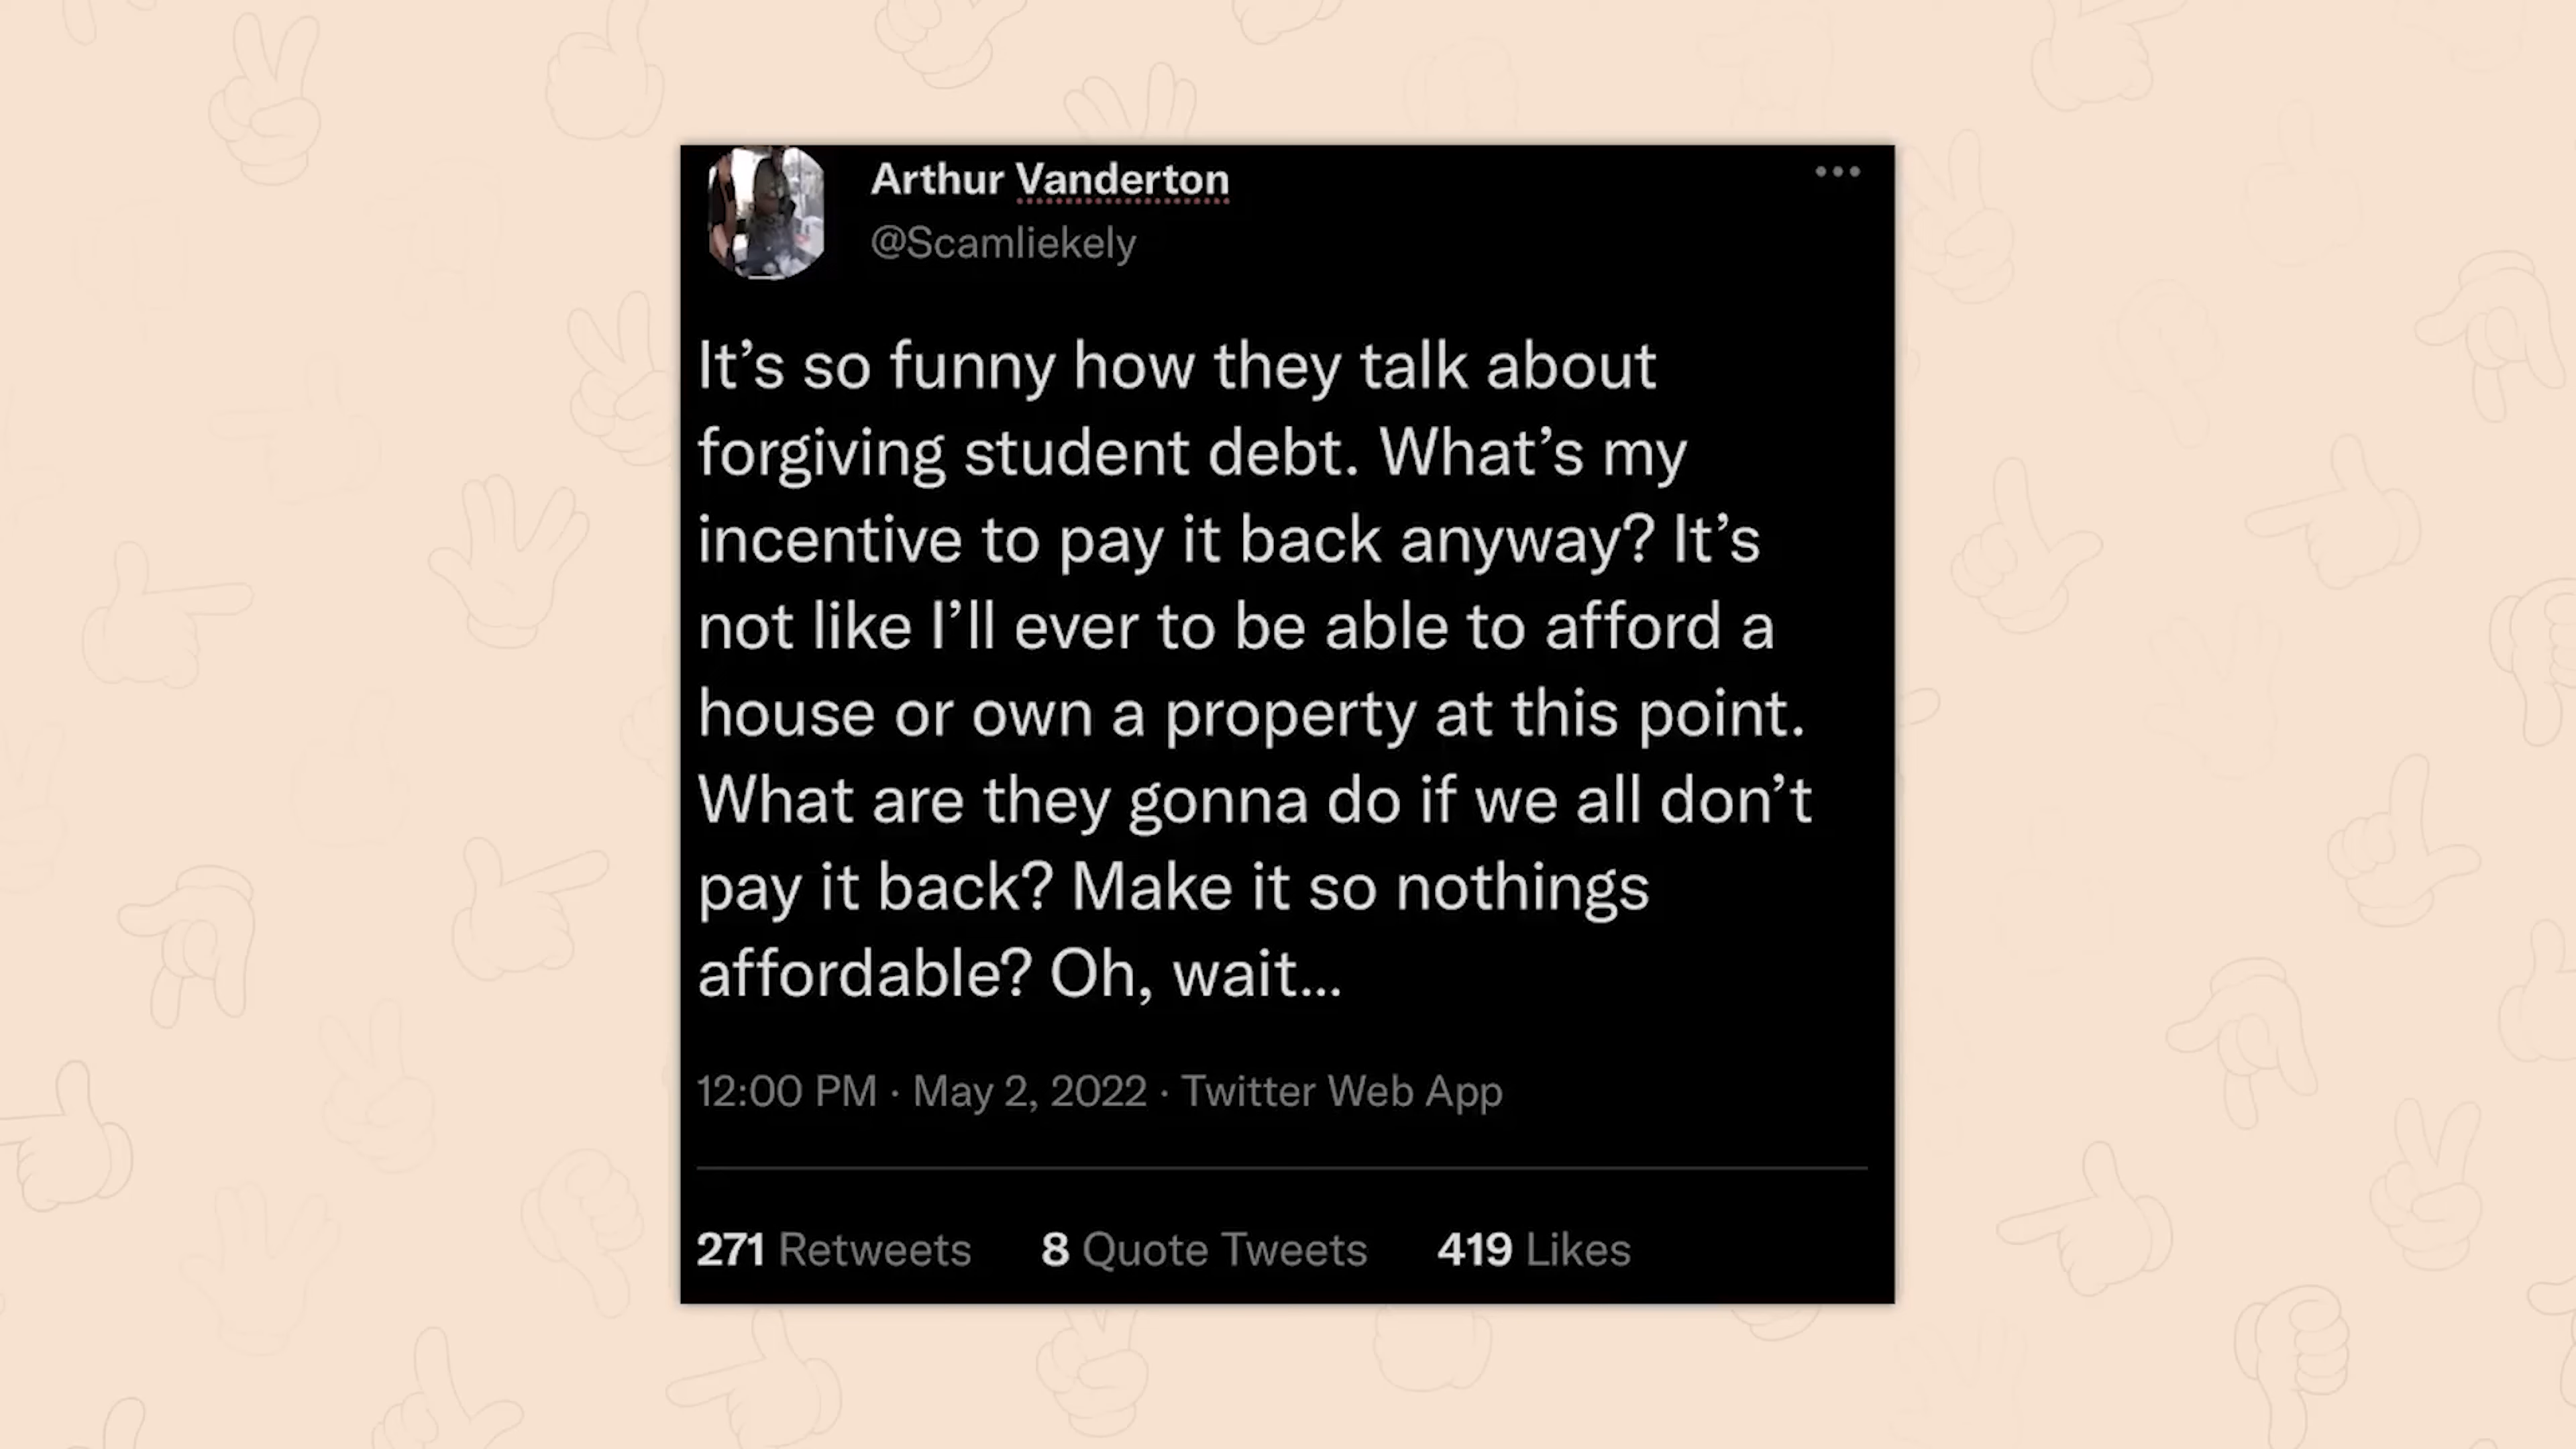 Arthur Vanderton
@Scamliekely
It’s so funny how they talk about
forgiving student debt. What’s my
incentive to pay it back anyway? It’s
not like I’ll ever to be able to afford a
house or own a property at this point.
What are they gonna do if we all don’t
pay it back? Make it so nothings
affordable? Oh, wait...
12:00 PM · May 2, 2022 · Twitter Web App
271 Retweets 8 Quote Tweets 419 Likes